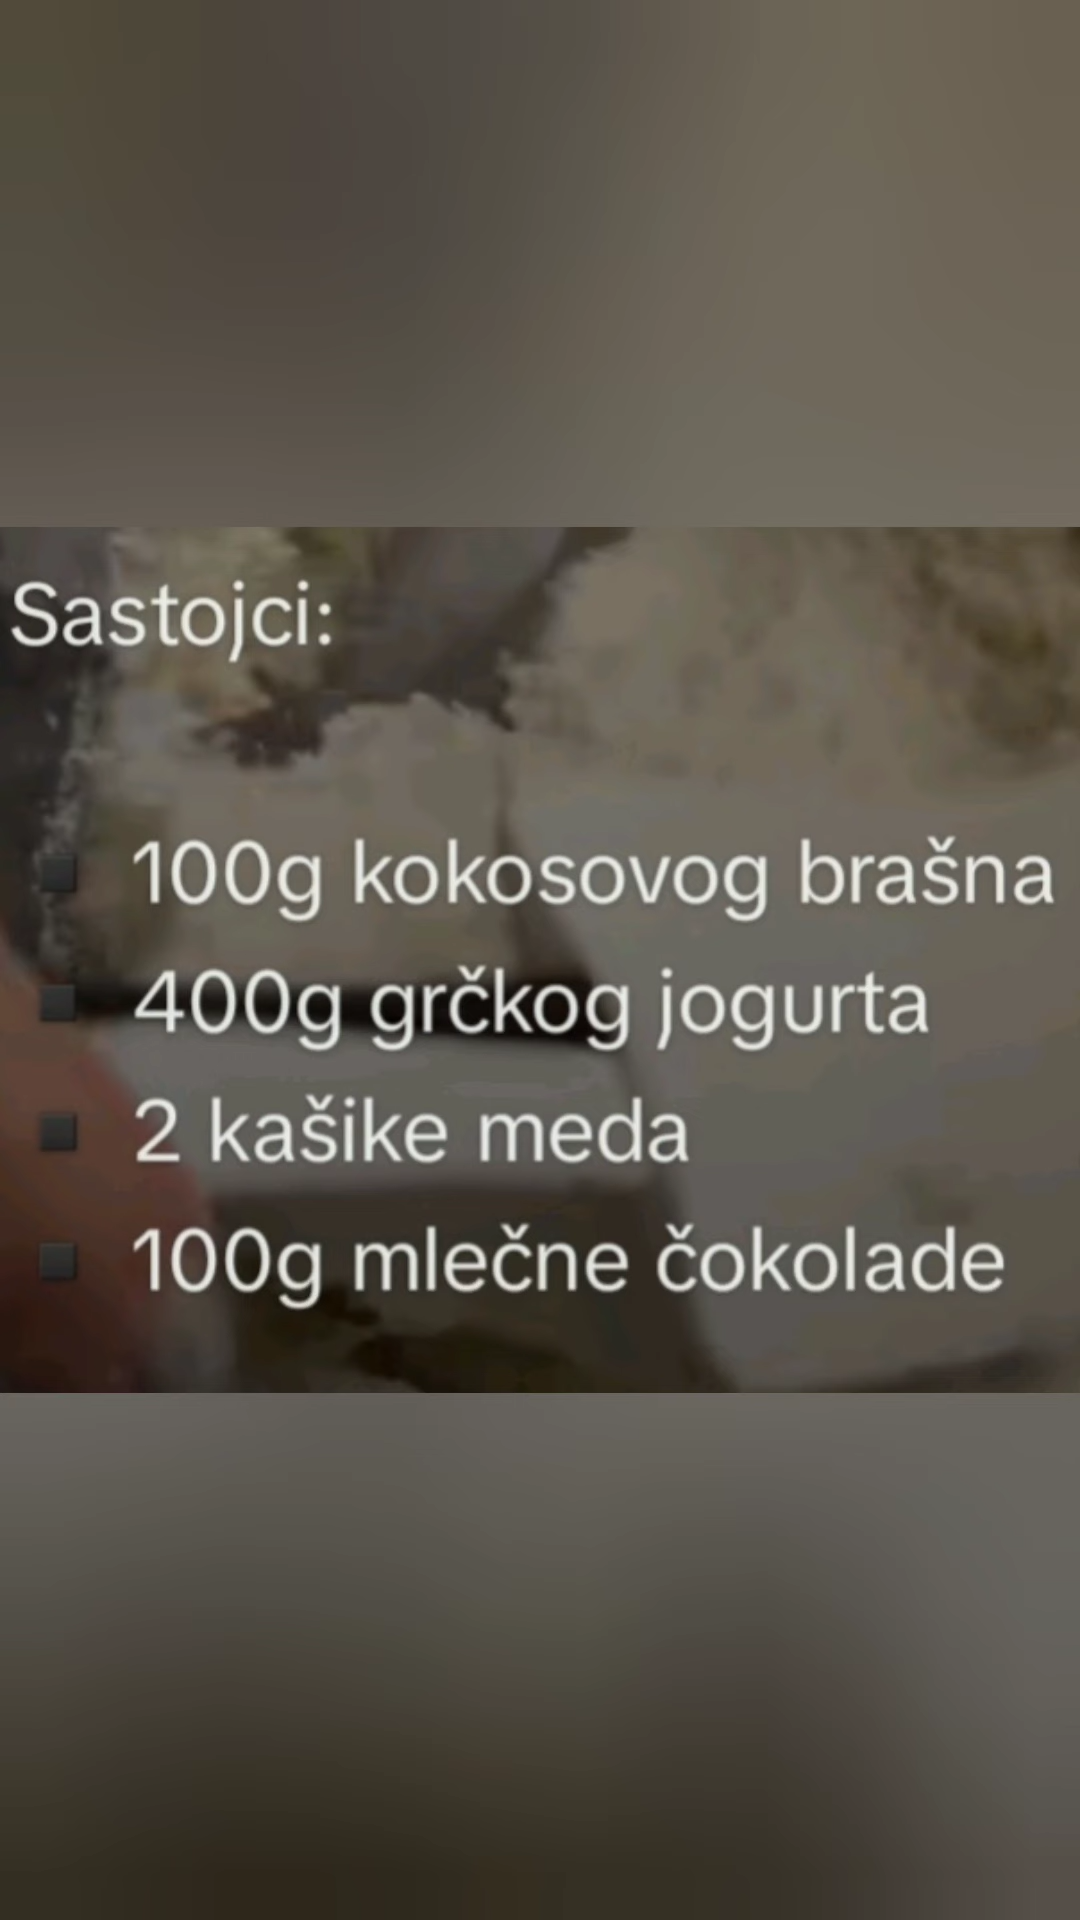 Sastojci:
▪ 100g kokosovog brašna
▪ 400g grčkog jogurta
▪ 2 kašike meda
▪ 100g mlečne čokolade